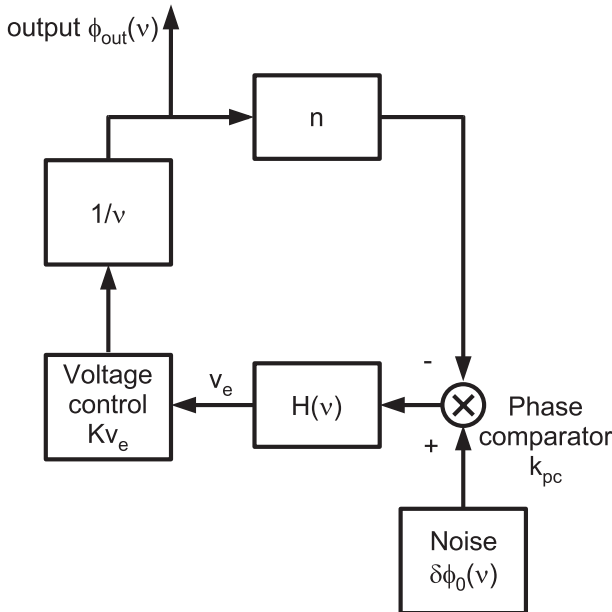 output ϕout(ν)
n
1/ν
Voltage
control
Kve
ve
H(ν)
-
+
Phase
comparator
kpc
Noise
δϕ0(ν)